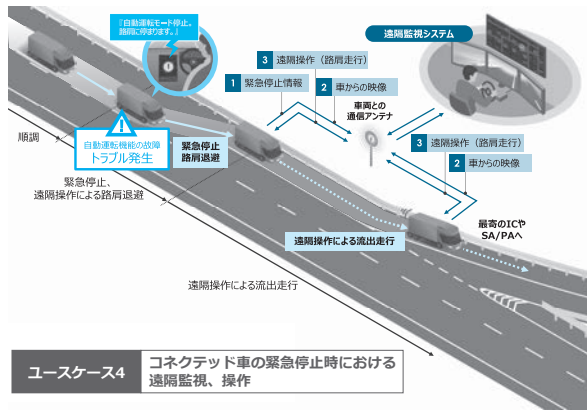 『自動運転モード停止。
路肩に停まります。』
遠隔監視システム
3 遠隔操作（路肩走行）
1 緊急停止情報
2 車からの映像
車両との
通信アンテナ
順調
自動運転機能の故障
トラブル発生
緊急停止
路肩退避
3 遠隔操作（路肩走行）
2 車からの映像
緊急停止、
遠隔操作による路肩退避
遠隔操作による流出走行
最寄のICや
SA/PAへ
遠隔操作による流出走行
ユースケース4
コネクテッド車の緊急停止時における
遠隔監視、操作